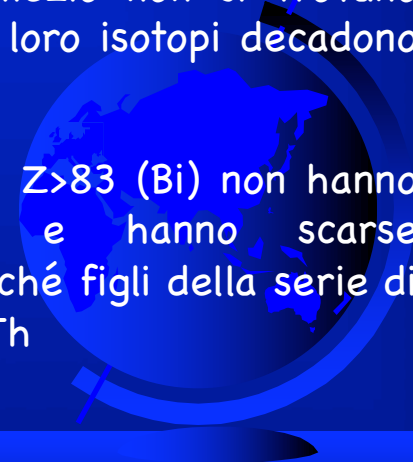 loro isotopi decadono
Z>83 (Bi) non hanno
e hanno scarse
ché figli della serie di
Th